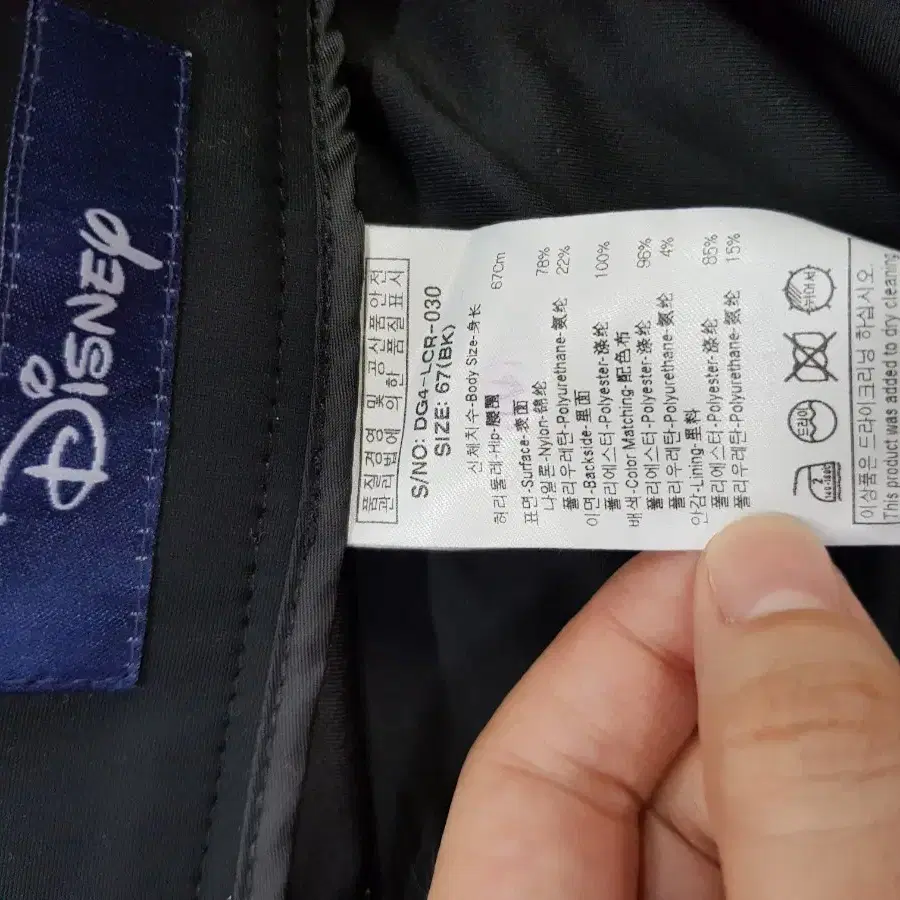 DISNEY
품질경영 및 공산품안전
관리법에 의한 품질표시
S/NO: DG4-LCR-030
SIZE: 67(BK)
신체치수-Body Size-身长
허리둘레-Hip-腰围 67Cm
표면-Surface-表面
나일론-Nylon-锦纶 78%
폴리우레탄-Polyurethane-氨纶 22%
이면-Backside-里面
폴리에스터-Polyester-涤纶 100%
배색-Color Matching-配色布
폴리에스터-Polyester-涤纶 96%
폴리우레탄-Polyurethane-氨纶 4%
안감-Lining-里料
폴리에스터-Polyester-涤纶 85%
폴리우레탄-Polyurethane-氨纶 15%
2 드라이
이상품은 드라이크리닝 하십시오.
This product was added to dry cleaning